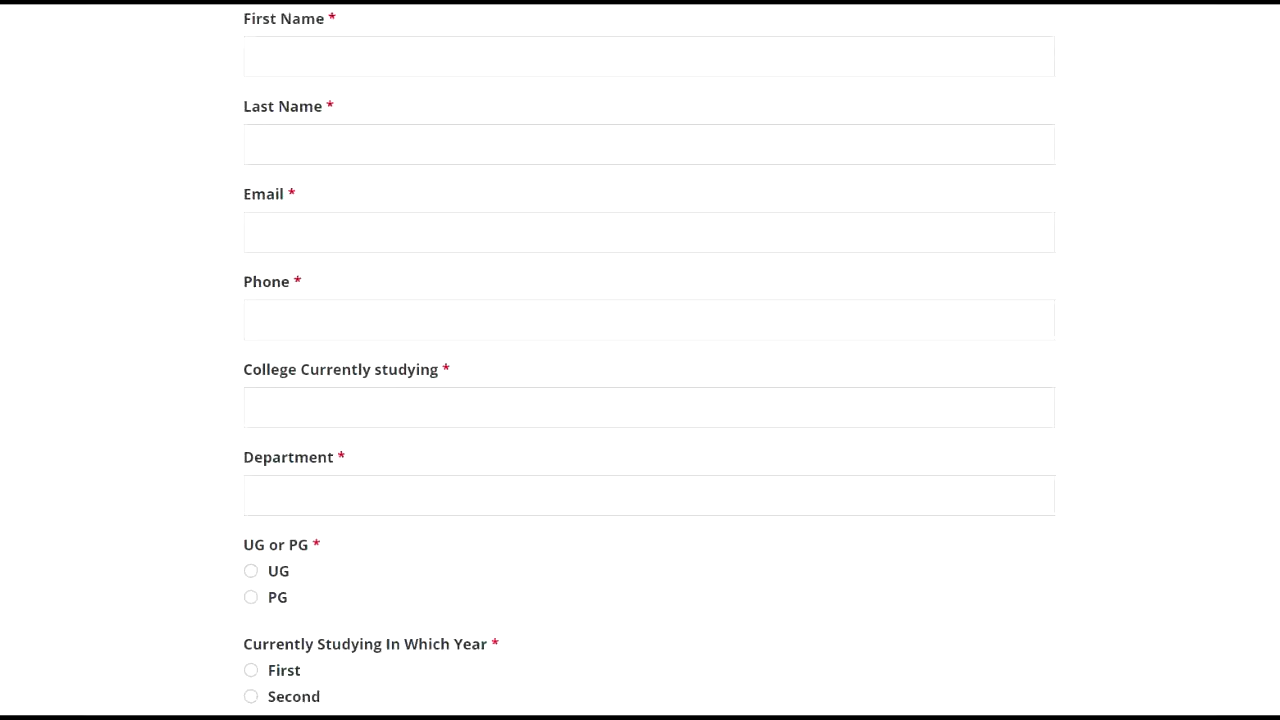 First Name *
Last Name *
Email *
Phone *
College Currently studying *
Department *
UG or PG *
UG
PG
Currently Studying In Which Year *
First
Second